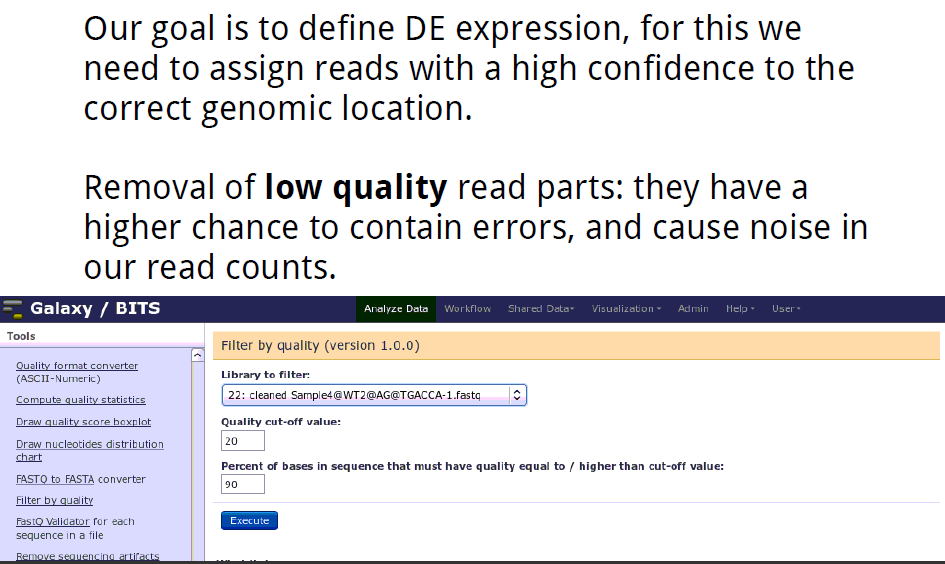 Our goal is to define DE expression, for this we
need to assign reads with a high confidence to the
correct genomic location.
Removal of low quality read parts: they have a
higher chance to contain errors, and cause noise in
our read counts.
Galaxy / BITS
Analyze Data Workflow Shared Data Visualization Admin Help User
Tools
Quality format converter
(ASCII-Numeric)
Compute quality statistics
Draw quality score boxplot
Draw nucleotides distribution
chart
FASTQ to FASTA converter
Filter by quality
FastQ Validator for each
sequence in a file
Remove sequencing artifacts
Filter by quality (version 1.0.0)
Library to filter:
22: cleaned Sample4@WT2@AG@TGACCA-1.fastq
Quality cut-off value:
20
Percent of bases in sequence that must have quality equal to / higher than cut-off value:
90
Execute